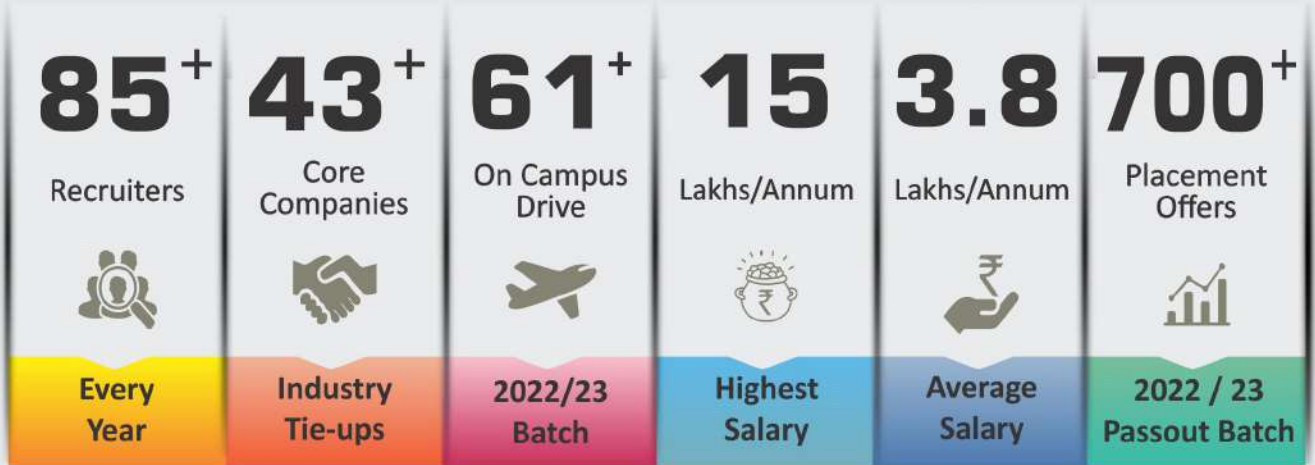 85+
Recruiters
Every
Year
43+
Core
Companies
Industry
Tie-ups
61+
On Campus
Drive
2022/23
Batch
15
Lakhs/Annum
₹
Highest
Salary
3.8
Lakhs/Annum
₹
Average
Salary
700+
Placement
Offers
2022 / 23
Passout Batch